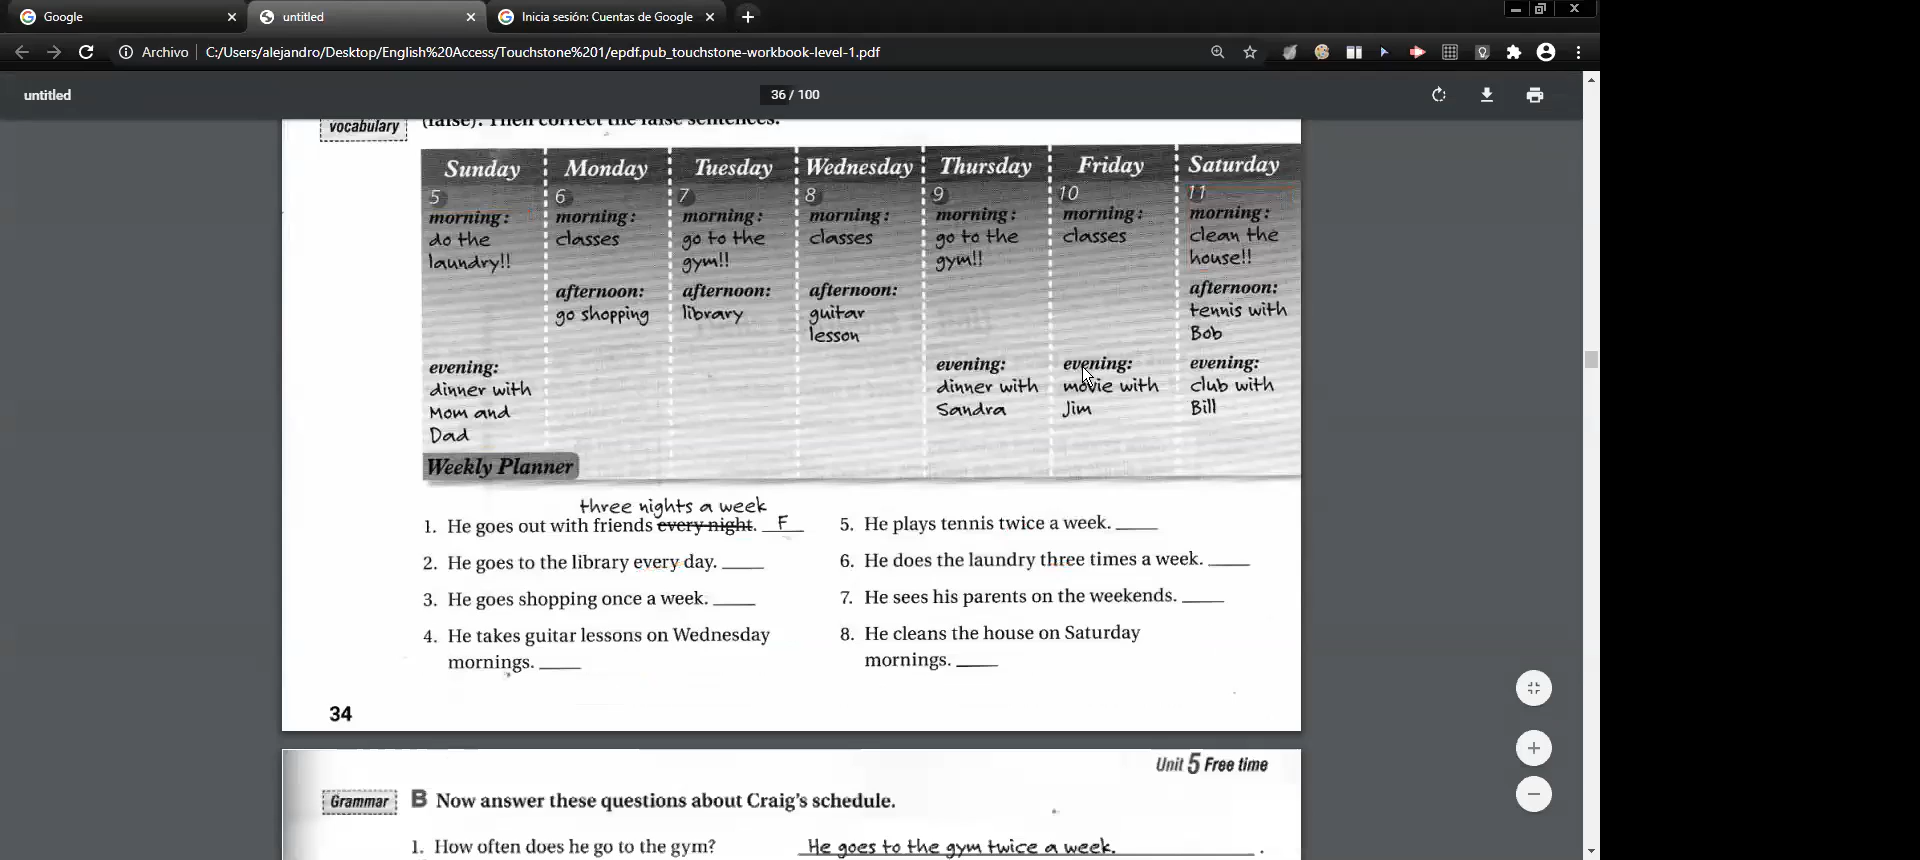 Google
untitled
Inicia sesión: Cuentas de Google
Archivo
C:/Users/alejandro/Desktop/English%20Access/Touchstone%201/epdf.pub_touchstone-workbook-level-1.pdf
untitled
36 / 100
vocabulary
(false). Then correct the false sentences.
Sunday Monday Tuesday Wednesday Thursday Friday Saturday
5 6 7 8 9 10 11
morning: morning: morning: morning: morning: morning: morning:
do the classes go to the classes go to the classes clean the
laundry!! gym!! gym!! house!!
afternoon: afternoon: afternoon: afternoon:
go shopping library guitar tennis with
lesson Bob
evening: evening: evening: evening:
dinner with dinner with movie with club with
Mom and Sandra Jim Bill
Dad
Weekly Planner
three nights a week
1. He goes out with friends every night. F
2. He goes to the library every day.
3. He goes shopping once a week.
4. He takes guitar lessons on Wednesday
mornings.
5. He plays tennis twice a week.
6. He does the laundry three times a week.
7. He sees his parents on the weekends.
8. He cleans the house on Saturday
mornings.
34
Unit 5 Free time
Grammar
B Now answer these questions about Craig's schedule.
1. How often does he go to the gym? He goes to the gym twice a week.